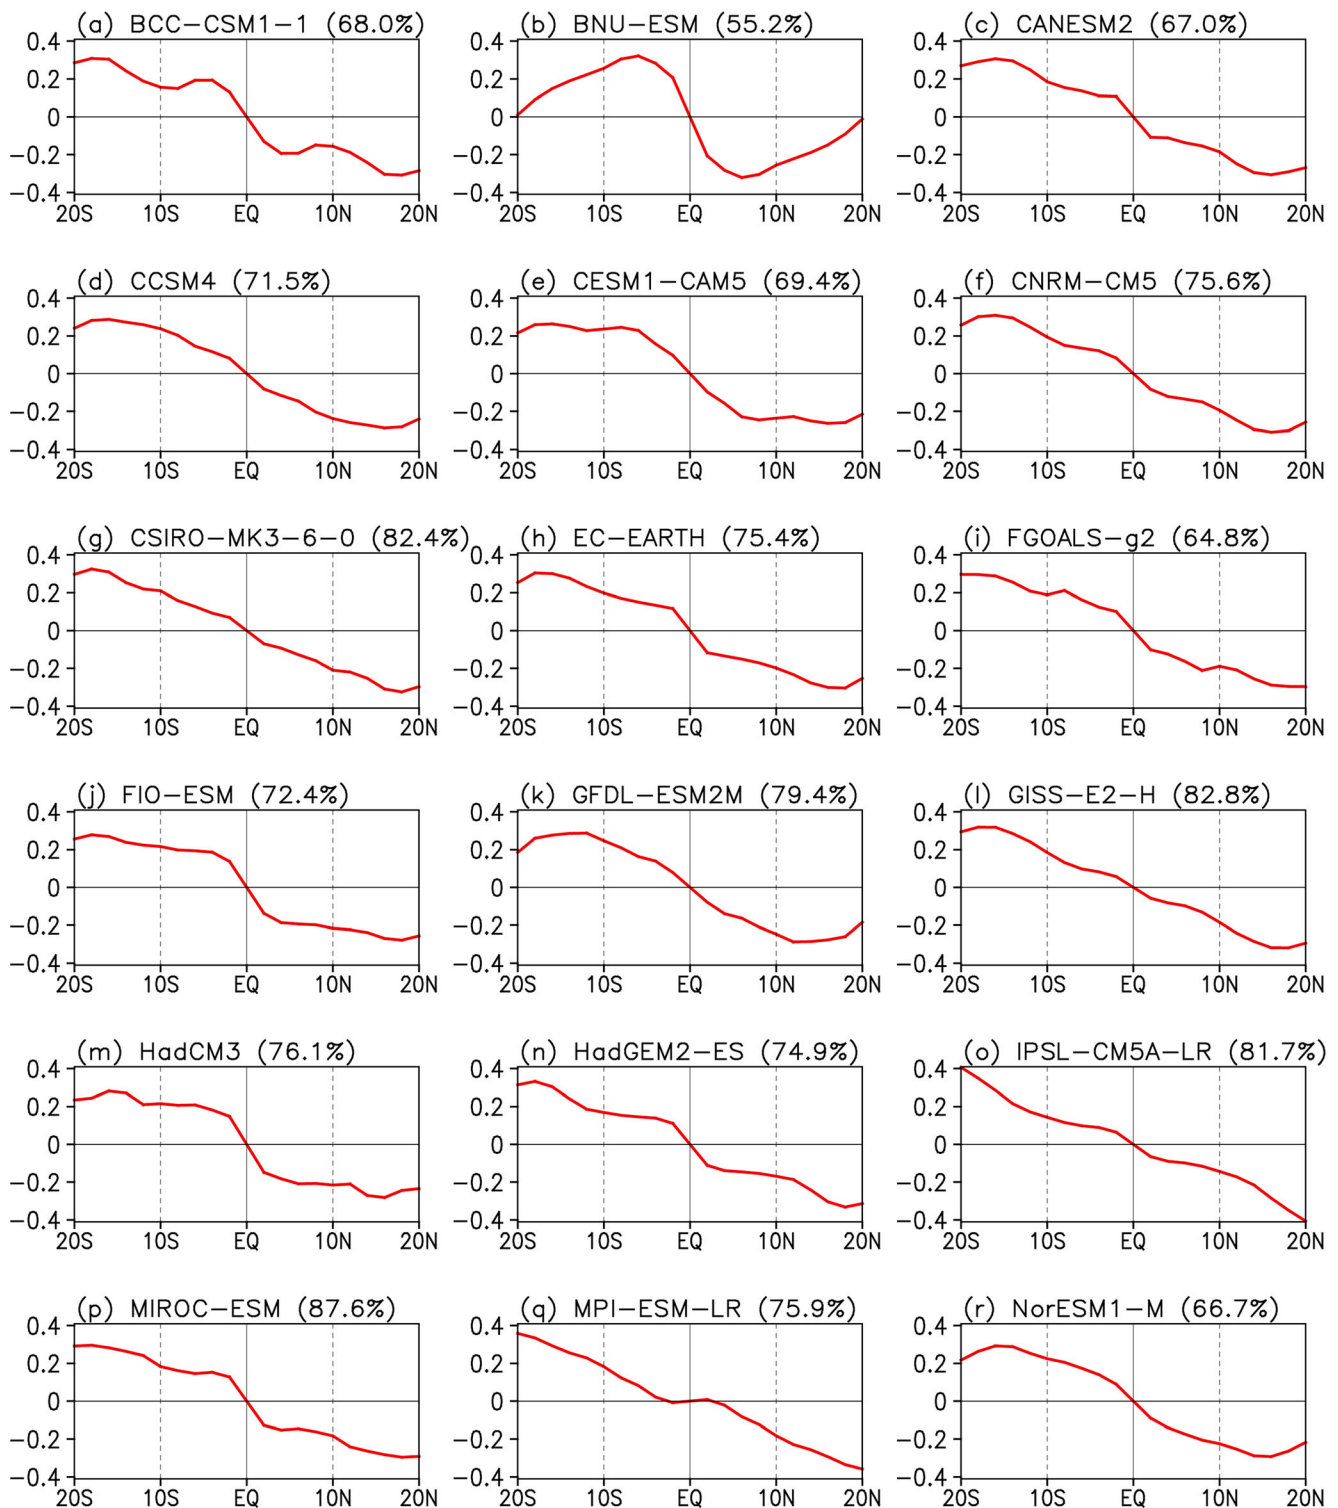 (a) BCC−CSM1−1 (68.0%)
0.4
0.2
0
−0.2
−0.4
20S 10S EQ 10N 20N
(b) BNU−ESM (55.2%)
0.4
0.2
0
−0.2
−0.4
20S 10S EQ 10N 20N
(c) CANESM2 (67.0%)
0.4
0.2
0
−0.2
−0.4
20S 10S EQ 10N 20N
(d) CCSM4 (71.5%)
0.4
0.2
0
−0.2
−0.4
20S 10S EQ 10N 20N
(e) CESM1−CAM5 (69.4%)
0.4
0.2
0
−0.2
−0.4
20S 10S EQ 10N 20N
(f) CNRM−CM5 (75.6%)
0.4
0.2
0
−0.2
−0.4
20S 10S EQ 10N 20N
(g) CSIRO−MK3−6−0 (82.4%)
0.4
0.2
0
−0.2
−0.4
20S 10S EQ 10N 20N
(h) EC−EARTH (75.4%)
0.4
0.2
0
−0.2
−0.4
20S 10S EQ 10N 20N
(i) FGOALS−g2 (64.8%)
0.4
0.2
0
−0.2
−0.4
20S 10S EQ 10N 20N
(j) FIO−ESM (72.4%)
0.4
0.2
0
−0.2
−0.4
20S 10S EQ 10N 20N
(k) GFDL−ESM2M (79.4%)
0.4
0.2
0
−0.2
−0.4
20S 10S EQ 10N 20N
(l) GISS−E2−H (82.8%)
0.4
0.2
0
−0.2
−0.4
20S 10S EQ 10N 20N
(m) HadCM3 (76.1%)
0.4
0.2
0
−0.2
−0.4
20S 10S EQ 10N 20N
(n) HadGEM2−ES (74.9%)
0.4
0.2
0
−0.2
−0.4
20S 10S EQ 10N 20N
(o) IPSL−CM5A−LR (81.7%)
0.4
0.2
0
−0.2
−0.4
20S 10S EQ 10N 20N
(p) MIROC−ESM (87.6%)
0.4
0.2
0
−0.2
−0.4
20S 10S EQ 10N 20N
(q) MPI−ESM−LR (75.9%)
0.4
0.2
0
−0.2
−0.4
20S 10S EQ 10N 20N
(r) NorESM1−M (66.7%)
0.4
0.2
0
−0.2
−0.4
20S 10S EQ 10N 20N